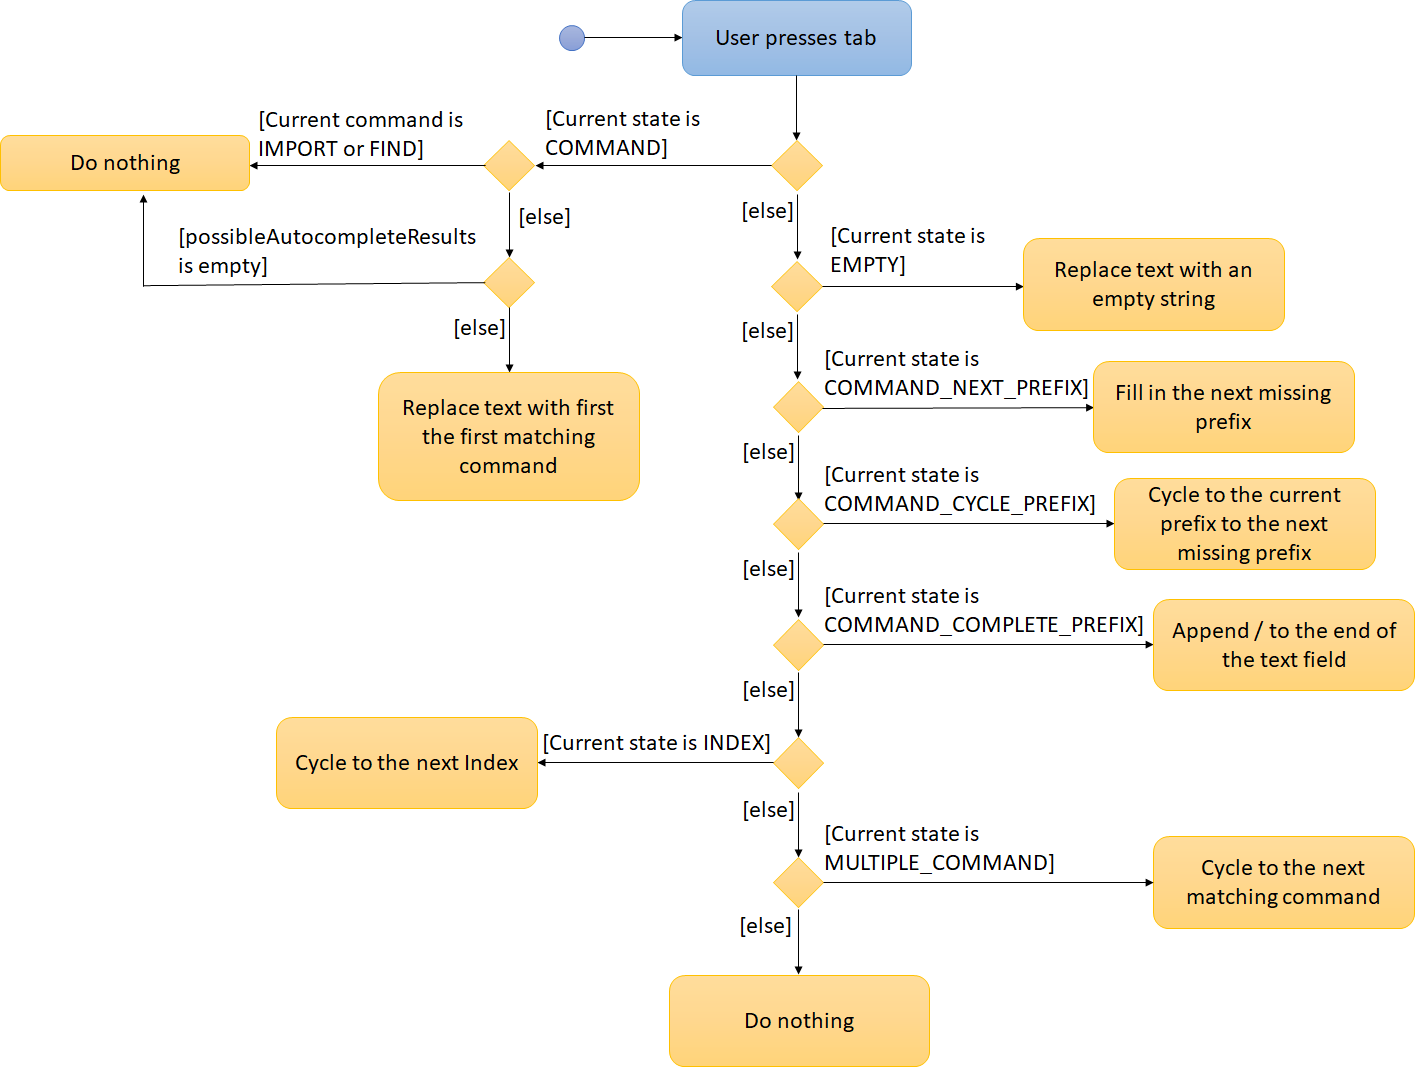 User presses tab
[Current command is
IMPORT or FIND]
[Current state is
COMMAND]
Do nothing
[else]
[else]
[possibleAutocompleteResults
is empty]
[Current state is
EMPTY]
Replace text with an
empty string
[else]
[else]
[Current state is
COMMAND_NEXT_PREFIX]
Fill in the next missing
prefix
Replace text with first
the first matching
command
[else]
[Current state is
COMMAND_CYCLE_PREFIX]
Cycle to the current
prefix to the next
missing prefix
[else]
[Current state is
COMMAND_COMPLETE_PREFIX]
Append / to the end of
the text field
[else]
[Current state is INDEX]
Cycle to the next Index
[else]
[Current state is
MULTIPLE_COMMAND]
Cycle to the next
matching command
[else]
Do nothing